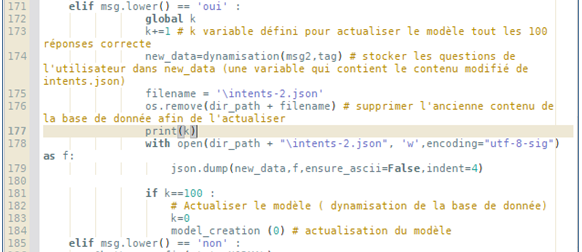 171 elif msg.lower() == 'oui' :
172 global k
173 k+=1 # k variable défini pour actualiser le modèle tout les 100
réponses correcte
174 new_data=dynamisation(msg2,tag) # stocker les questions de
l'utilisateur dans new_data (une variable qui contient le contenu modifié de
intents.json)
175 filename = '\intents-2.json'
176 os.remove(dir_path + filename) # supprimer l'ancienne contenu de
la base de donnée afin de l'actualiser
177 print(k)
178 with open(dir_path + "\intents-2.json", 'w',encoding="utf-8-sig")
as f:
179 json.dump(new_data,f,ensure_ascii=False,indent=4)
180
181 if k==100 :
182 # Actualiser le modèle ( dynamisation de la base de donnée)
183 k=0
184 model_creation (0) # actualisation du modèle
185 elif msg.lower() == 'non' :